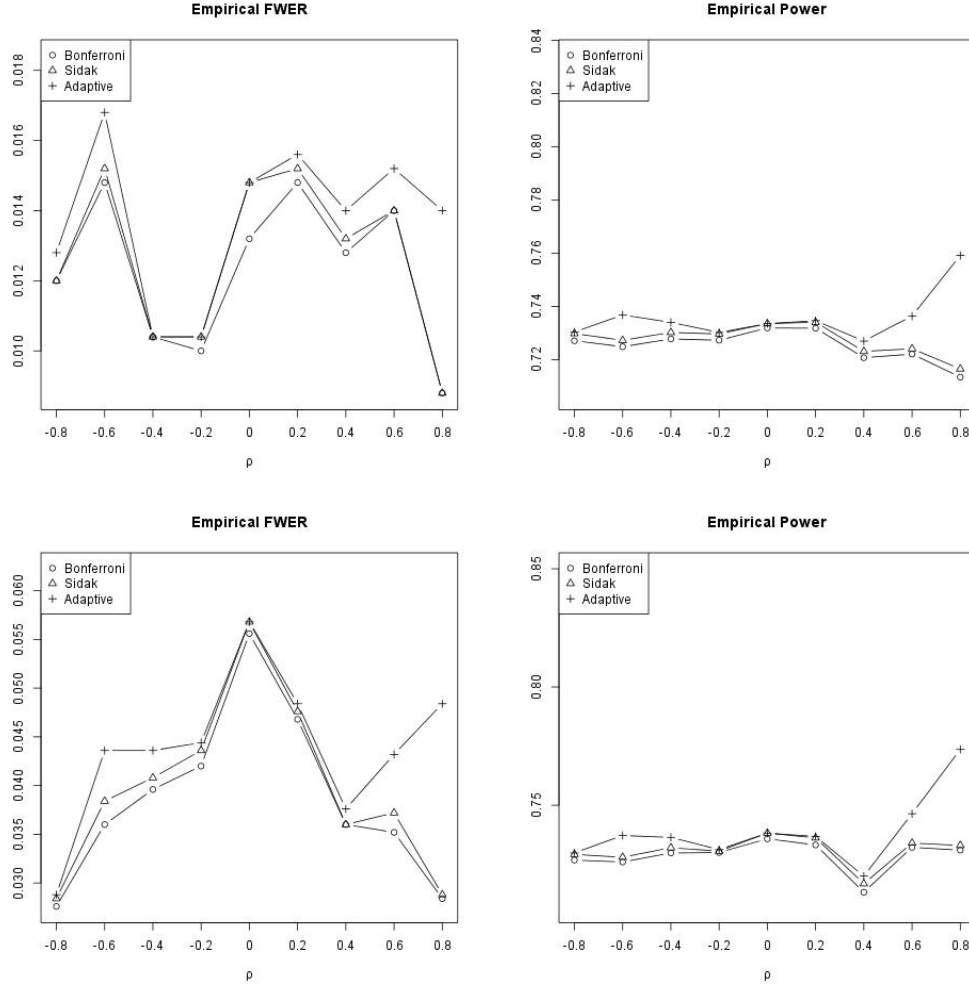 Empirical FWER
Bonferroni
Sidak
Adaptive
0.018
0.016
0.014
0.012
0.010
-0.8 -0.6 -0.4 -0.2 0 0.2 0.4 0.6 0.8
ρ
Empirical Power
Bonferroni
Sidak
Adaptive
0.84
0.82
0.80
0.78
0.76
0.74
0.72
-0.8 -0.6 -0.4 -0.2 0 0.2 0.4 0.6 0.8
ρ
Empirical FWER
Bonferroni
Sidak
Adaptive
0.060
0.055
0.050
0.045
0.040
0.035
0.030
-0.8 -0.6 -0.4 -0.2 0 0.2 0.4 0.6 0.8
ρ
Empirical Power
Bonferroni
Sidak
Adaptive
0.85
0.80
0.75
-0.8 -0.6 -0.4 -0.2 0 0.2 0.4 0.6 0.8
ρ